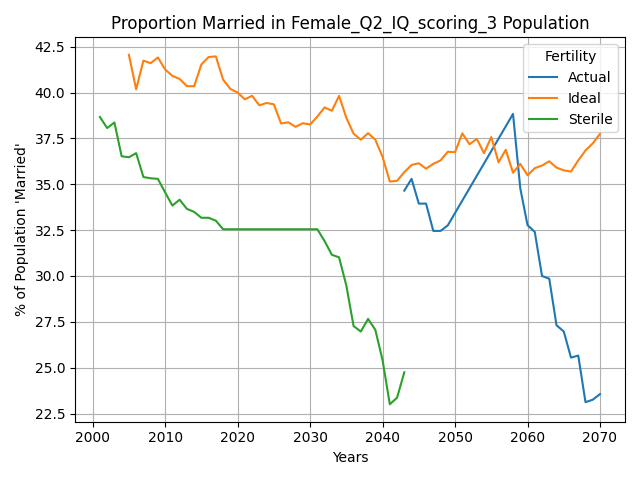 Proportion Married in Female_Q2_IQ_scoring_3 Population
Fertility
Actual
Ideal
Sterile
% of Population 'Married'
42.5
40.0
37.5
35.0
32.5
30.0
27.5
25.0
22.5
2000 2010 2020 2030 2040 2050 2060 2070
Years